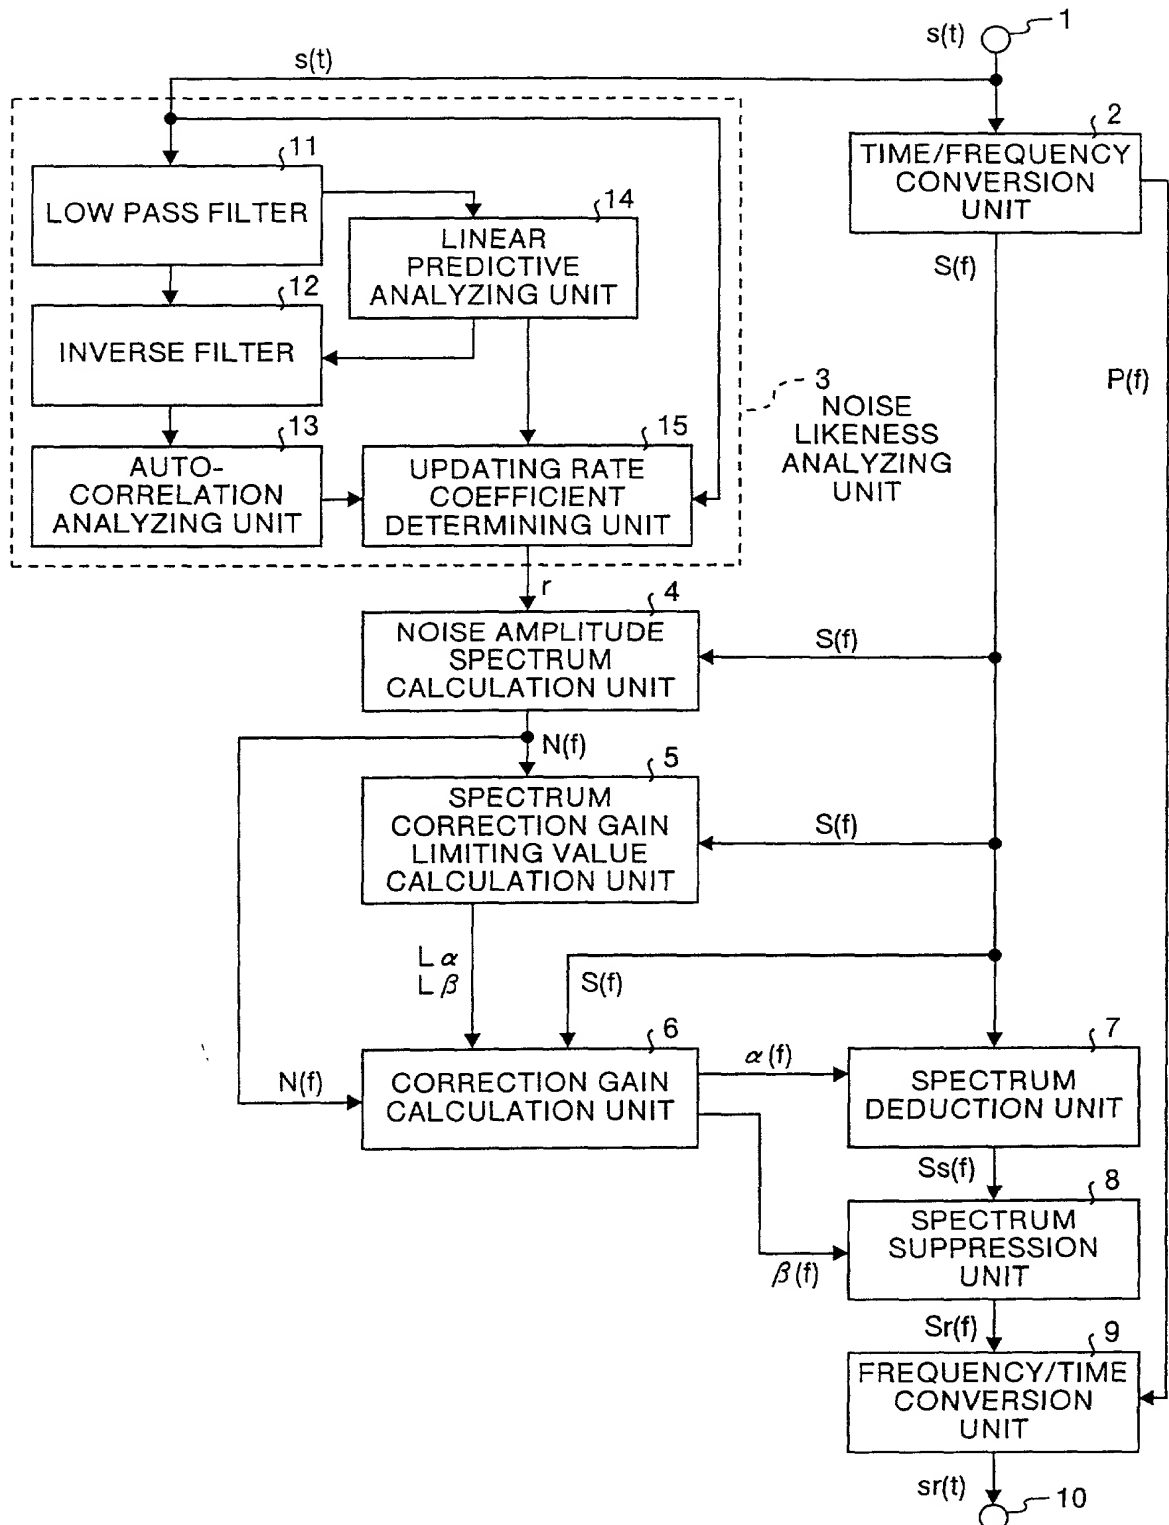 s(t)
1
s(t)
2
TIME/FREQUENCY
CONVERSION
UNIT
11
LOW PASS FILTER
14
LINEAR
PREDICTIVE
ANALYZING UNIT
S(f)
12
INVERSE FILTER
P(f)
3
NOISE
LIKENESS
ANALYZING
UNIT
13
AUTO-
CORRELATION
ANALYZING UNIT
15
UPDATING RATE
COEFFICIENT
DETERMINING UNIT
r
4
NOISE AMPLITUDE
SPECTRUM
CALCULATION UNIT
S(f)
N(f)
5
SPECTRUM
CORRECTION GAIN
LIMITING VALUE
CALCULATION UNIT
S(f)
L α
L β
S(f)
6
CORRECTION GAIN
CALCULATION UNIT
N(f)
α(f)
7
SPECTRUM
DEDUCTION UNIT
Ss(f)
8
SPECTRUM
SUPPRESSION
UNIT
β(f)
Sr(f)
9
FREQUENCY/TIME
CONVERSION
UNIT
sr(t)
10